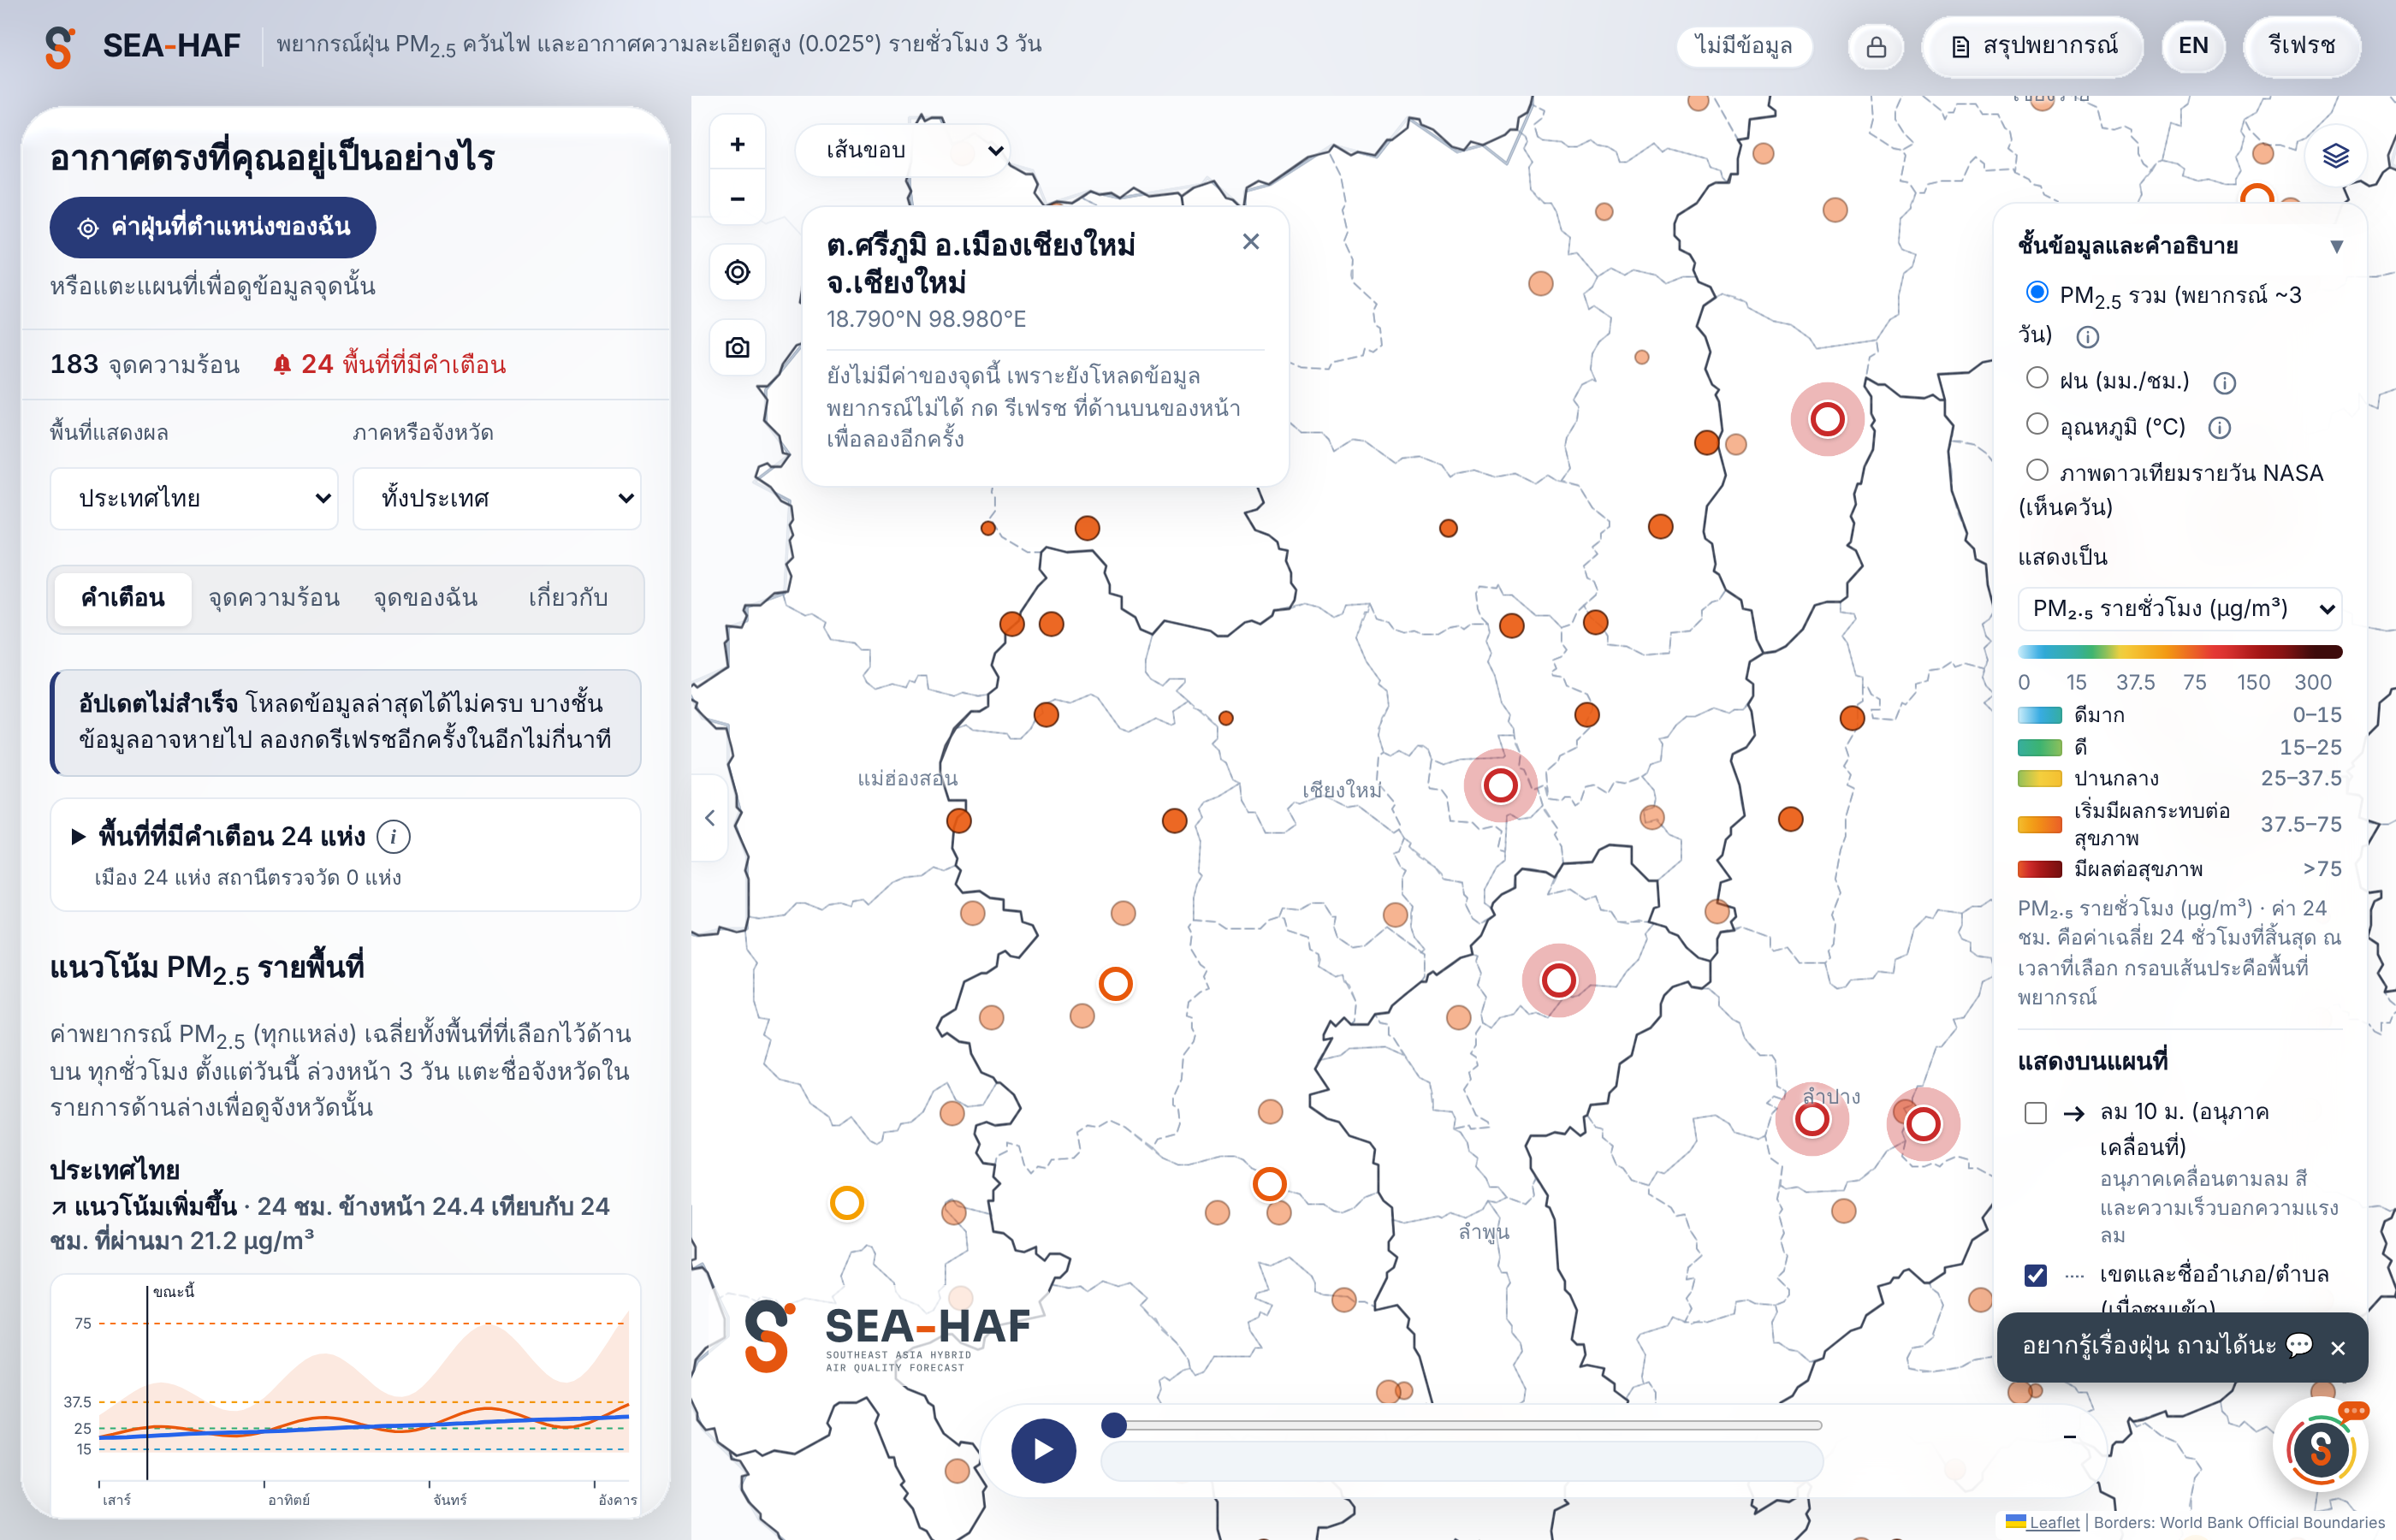 SEA-HAF
พยากรณ์ฝุ่น PM2.5 ควันไฟ และอากาศความละเอียดสูง (0.025°) รายชั่วโมง 3 วัน
ไม่มีข้อมูล
สรุปพยากรณ์
EN
รีเฟรช
อากาศตรงที่คุณอยู่เป็นอย่างไร
ค่าฝุ่นที่ตำแหน่งของฉัน
หรือแตะแผนที่เพื่อดูข้อมูลจุดนั้น
183 จุดความร้อน 24 พื้นที่ที่มีคำเตือน
พื้นที่แสดงผล ภาคหรือจังหวัด
ประเทศไทย ทั้งประเทศ
คำเตือน จุดความร้อน จุดของฉัน เกี่ยวกับ
อัปเดตไม่สำเร็จ โหลดข้อมูลล่าสุดได้ไม่ครบ บางชั้น
ข้อมูลอาจหายไป ลองกดรีเฟรชอีกครั้งในอีกไม่กี่นาที
▶ พื้นที่ที่มีคำเตือน 24 แห่ง i
เมือง 24 แห่ง สถานีตรวจวัด 0 แห่ง
แนวโน้ม PM2.5 รายพื้นที่
ค่าพยากรณ์ PM2.5 (ทุกแหล่ง) เฉลี่ยทั้งพื้นที่ที่เลือกไว้ด้าน
บน ทุกชั่วโมง ตั้งแต่วันนี้ ล่วงหน้า 3 วัน แตะชื่อจังหวัดใน
รายการด้านล่างเพื่อดูจังหวัดนั้น
ประเทศไทย
↗ แนวโน้มเพิ่มขึ้น · 24 ชม. ข้างหน้า 24.4 เทียบกับ 24
ชม. ที่ผ่านมา 21.2 µg/m³
ขณะนี้
75
37.5
25
15
เสาร์ อาทิตย์ จันทร์ อังคาร
+
−
เส้นขอบ
ต.ศรีภูมิ อ.เมืองเชียงใหม่
จ.เชียงใหม่
18.790°N 98.980°E
ยังไม่มีค่าของจุดนี้ เพราะยังโหลดข้อมูล
พยากรณ์ไม่ได้ กด รีเฟรช ที่ด้านบนของหน้า
เพื่อลองอีกครั้ง
แม่ฮ่องสอน
เชียงใหม่
ลำปาง
ลำพูน
SEA-HAF
SOUTHEAST ASIA HYBRID
AIR QUALITY FORECAST
–
ชั้นข้อมูลและคำอธิบาย ▼
PM2.5 รวม (พยากรณ์ ~3
วัน) i
ฝน (มม./ชม.) i
อุณหภูมิ (°C) i
ภาพดาวเทียมรายวัน NASA
(เห็นควัน)
แสดงเป็น
PM₂.₅ รายชั่วโมง (µg/m³)
0 15 37.5 75 150 300
ดีมาก 0–15
ดี 15–25
ปานกลาง 25–37.5
เริ่มมีผลกระทบต่อ
สุขภาพ 37.5–75
มีผลต่อสุขภาพ >75
PM₂.₅ รายชั่วโมง (µg/m³) · ค่า 24
ชม. คือค่าเฉลี่ย 24 ชั่วโมงที่สิ้นสุด ณ
เวลาที่เลือก กรอบเส้นประคือพื้นที่
พยากรณ์
แสดงบนแผนที่
→ ลม 10 ม. (อนุภาค
เคลื่อนที่)
อนุภาคเคลื่อนตามลม สี
และความเร็วบอกความแรง
ลม
เขตและชื่ออำเภอ/ตำบล
(เมื่อซูมเข้า)
อยากรู้เรื่องฝุ่น ถามได้นะ 💬 ×
Leaflet | Borders: World Bank Official Boundaries